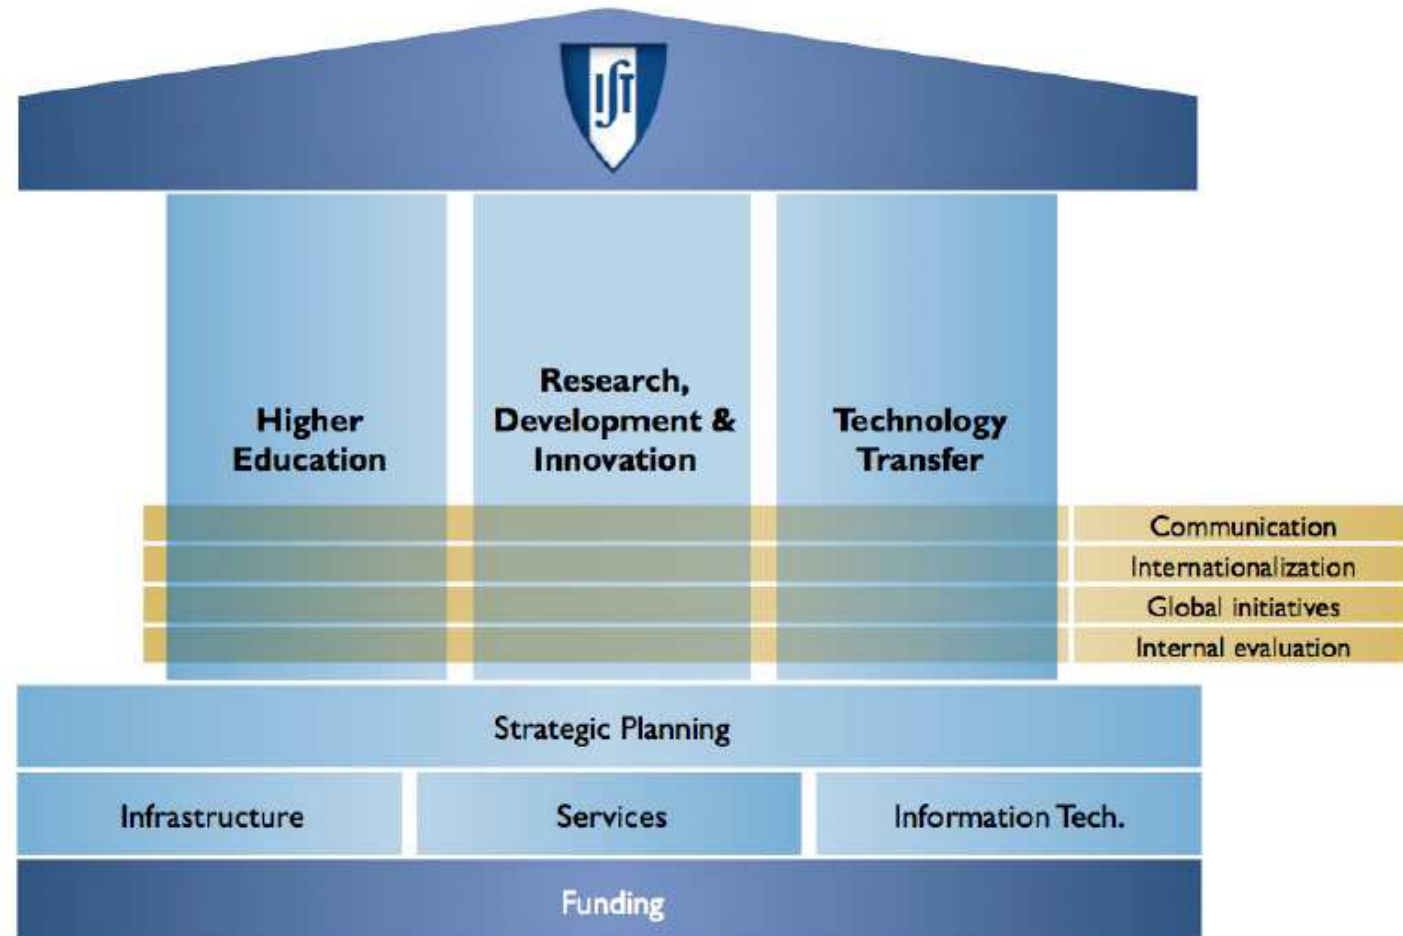 IST
Higher
Education
Research,
Development &
Innovation
Technology
Transfer
Communication
Internationalization
Global initiatives
Internal evaluation
Strategic Planning
Infrastructure
Services
Information Tech.
Funding